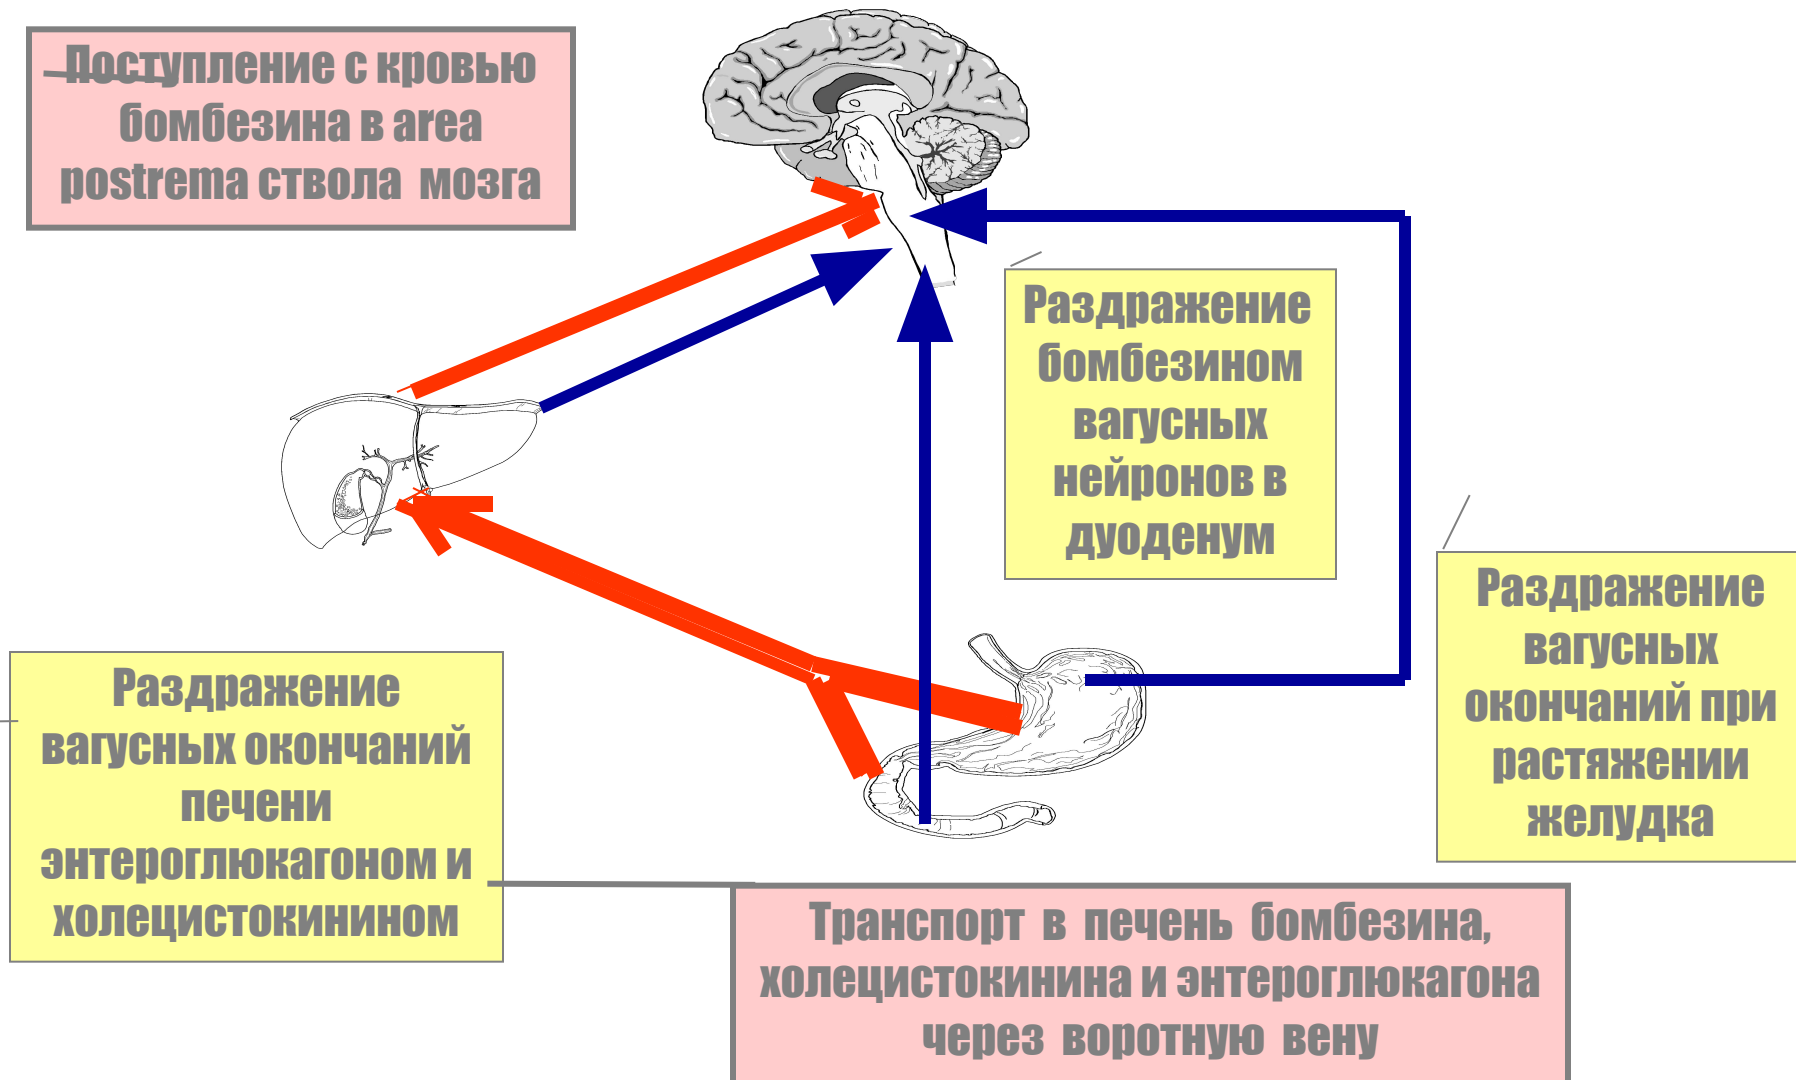 Поступление с кровью
бомбезина в area
postrema ствола мозга
Раздражение
бомбезином
вагусных
нейронов в
дуоденум
Раздражение
вагусных
окончаний при
растяжении
желудка
Раздражение
вагусных окончаний
печени
энтероглюкагоном и
холецистокинином
Транспорт в печень бомбезина,
холецистокинина и энтероглюкагона
через воротную вену